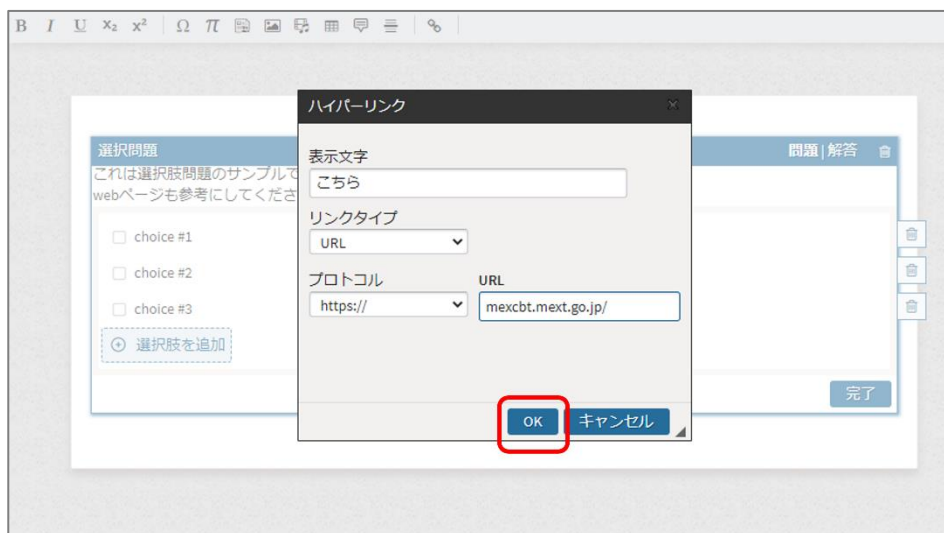 B I U x₂ x² Ω π
ハイパーリンク
選択問題
問題|解答
これは選択肢問題のサンプルで
webページも参考にしてくださ
表示文字
こちら
リンクタイプ
URL
プロトコル URL
https:// mexcbt.mext.go.jp/
choice #1
choice #2
choice #3
選択肢を追加
完了
OK キャンセル